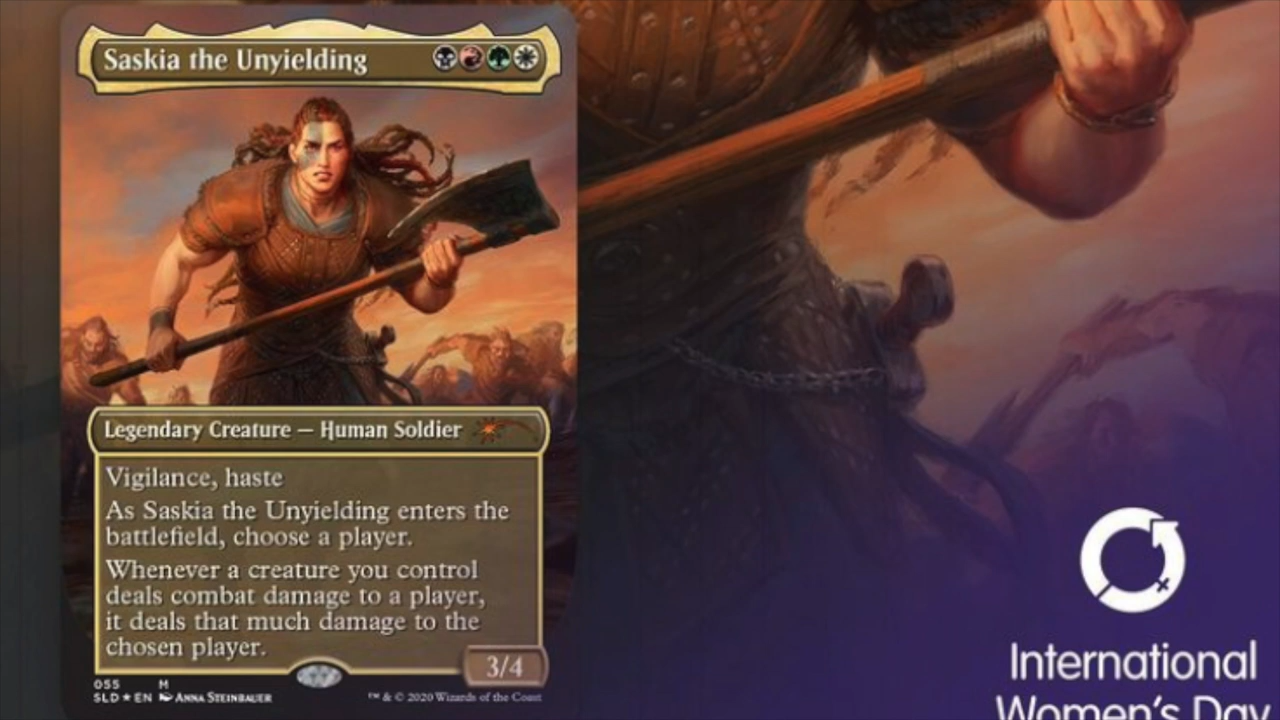 Saskia the Unyielding
Legendary Creature — Human Soldier
Vigilance, haste
As Saskia the Unyielding enters the
battlefield, choose a player.
Whenever a creature you control
deals combat damage to a player,
it deals that much damage to the
chosen player.
3/4
055 M
SLD ★ EN Anna Steinbauer
™ & © 2020 Wizards of the Coast
International
Women's Day